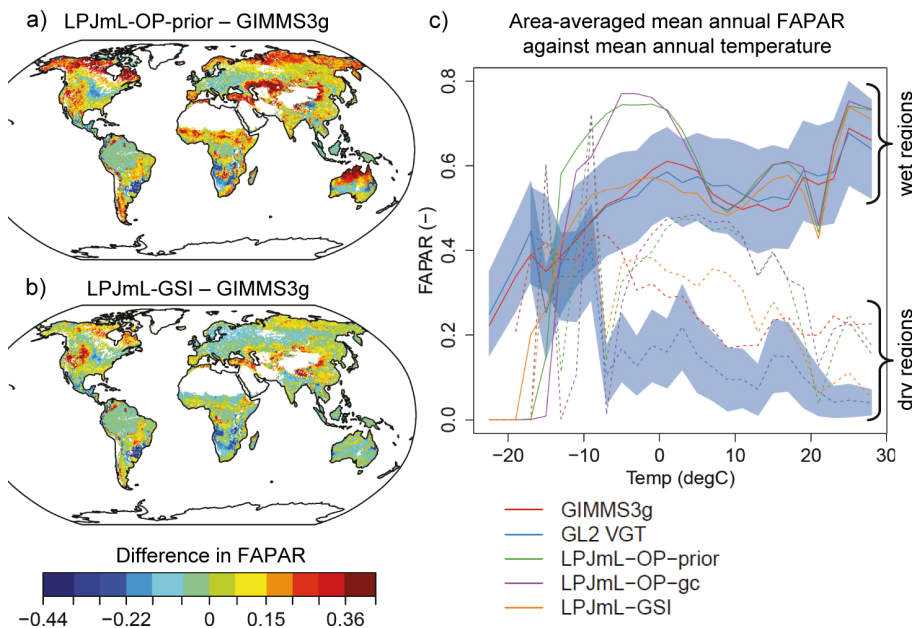 a)
LPJmL-OP-prior – GIMMS3g
b)
LPJmL-GSI – GIMMS3g
Difference in FAPAR
−0.44 −0.22 0 0.15 0.36
c)
Area-averaged mean annual FAPAR
against mean annual temperature
FAPAR (−)
0.8
0.6
0.4
0.2
0.0
−20 −10 0 10 20 30
Temp (degC)
wet regions
dry regions
GIMMS3g
GL2 VGT
LPJmL−OP−prior
LPJmL−OP−gc
LPJmL−GSI